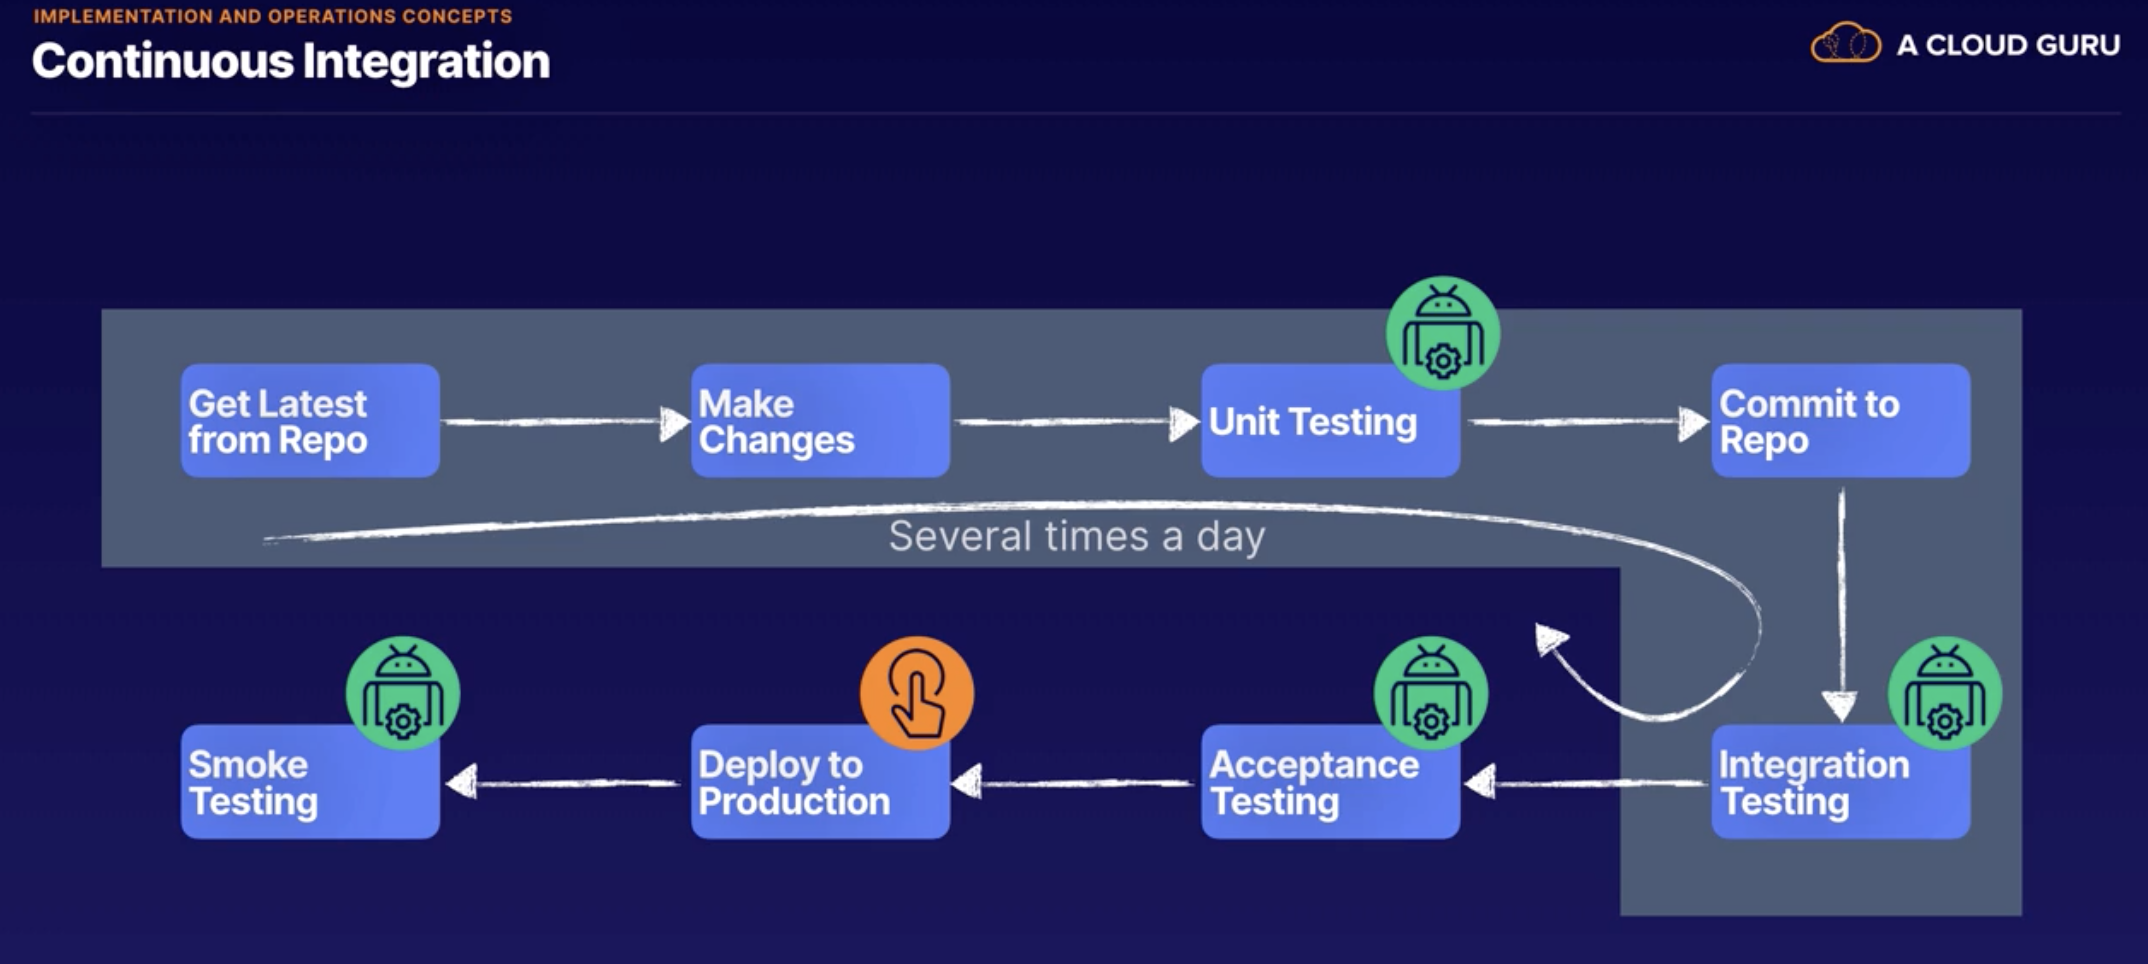 IMPLEMENTATION AND OPERATIONS CONCEPTS
Continuous Integration
A CLOUD GURU
Get Latest
from Repo
Make
Changes
Unit Testing
Commit to
Repo
Several times a day
Smoke
Testing
Deploy to
Production
Acceptance
Testing
Integration
Testing